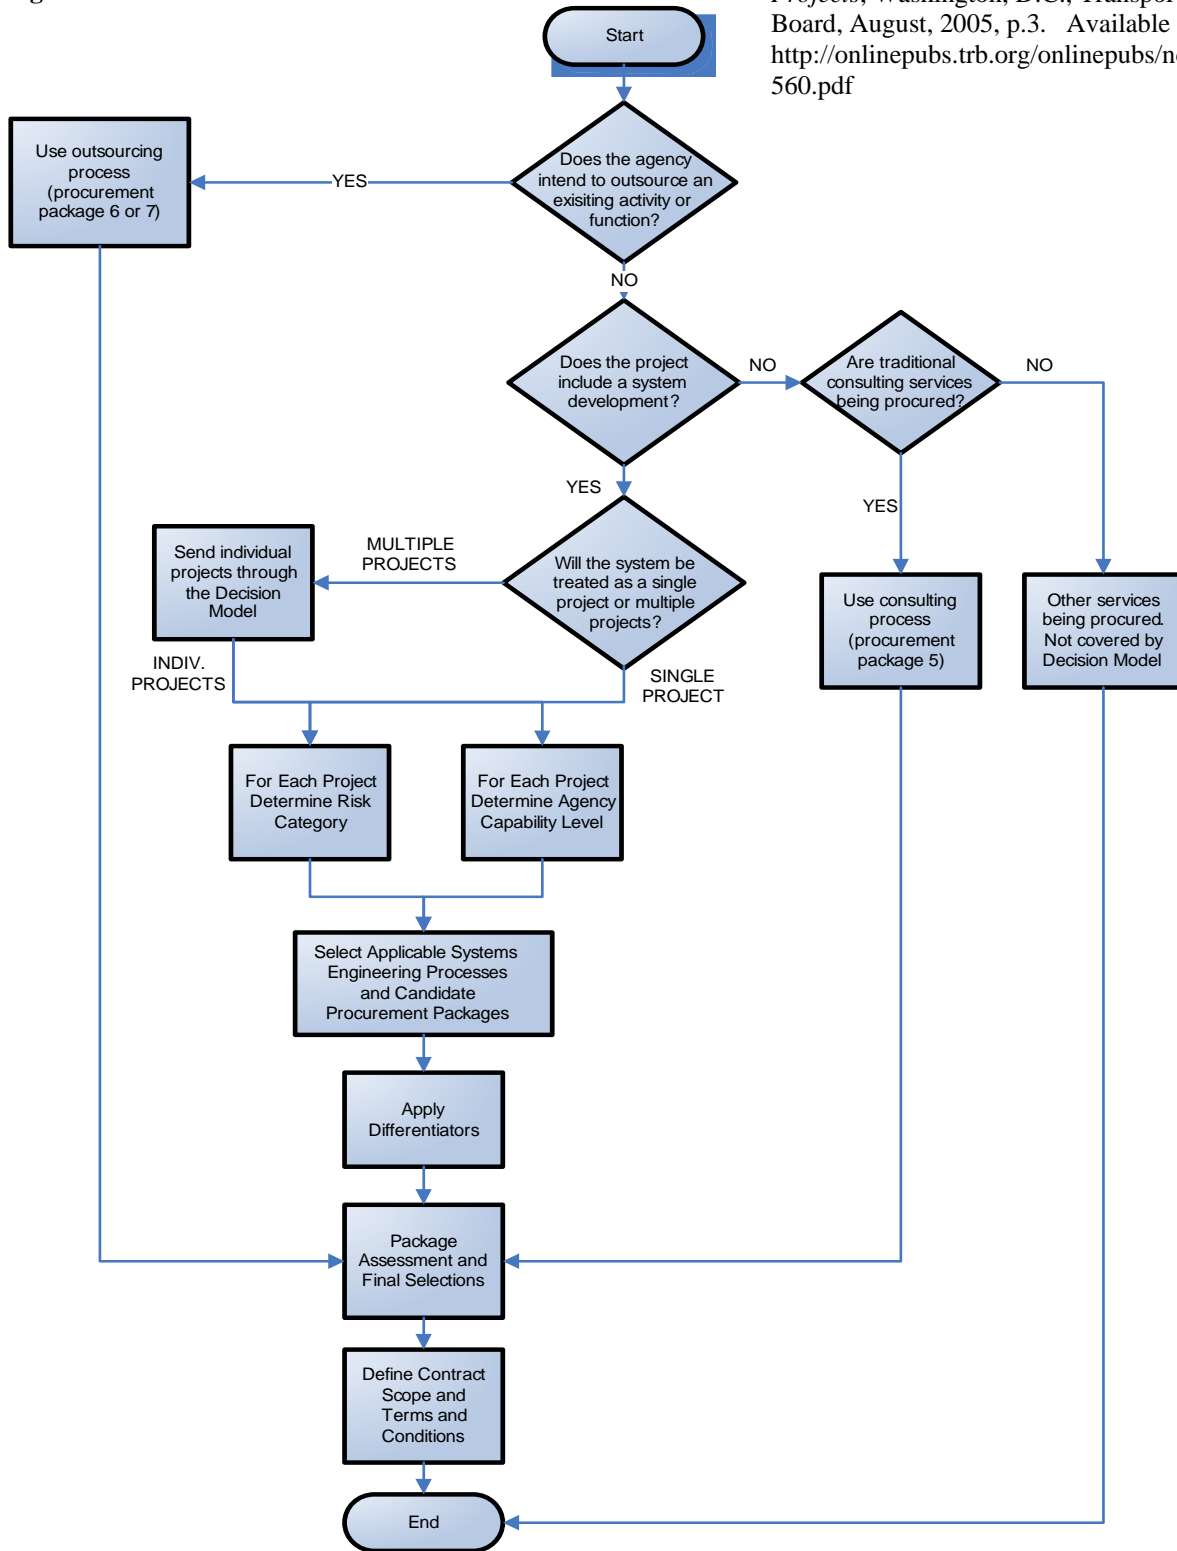 Board, August, 2005, p.3. Available
http://onlinepubs.trb.org/onlinepubs/n
560.pdf
Start
Does the agency
intend to outsource an
exisiting activity or
function?
YES
Use outsourcing
process
(procurement
package 6 or 7)
NO
Does the project
include a system
development?
NO
Are traditional
consulting services
being procured?
NO
YES
YES
Will the system be
treated as a single
project or multiple
projects?
MULTIPLE
PROJECTS
Send individual
projects through
the Decision
Model
Use consulting
process
(procurement
package 5)
Other services
being procured.
Not covered by
Decision Model
INDIV.
PROJECTS
SINGLE
PROJECT
For Each Project
Determine Risk
Category
For Each Project
Determine Agency
Capability Level
Select Applicable Systems
Engineering Processes
and Candidate
Procurement Packages
Apply
Differentiators
Package
Assessment and
Final Selections
Define Contract
Scope and
Terms and
Conditions
End